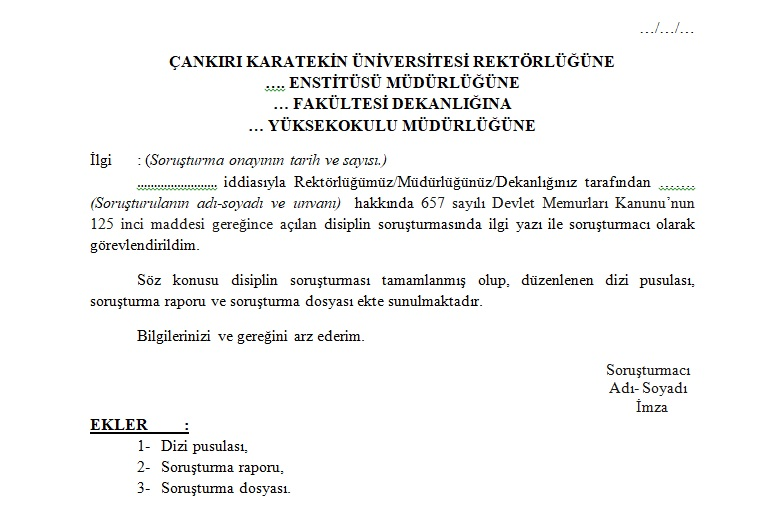 …/…/…
ÇANKIRI KARATEKİN ÜNİVERSİTESİ REKTÖRLÜĞÜNE
…. ENSTİTÜSÜ MÜDÜRLÜĞÜNE
… FAKÜLTESİ DEKANLIĞINA
… YÜKSEKOKULU MÜDÜRLÜĞÜNE
İlgi : (Soruşturma onayının tarih ve sayısı.)
........................ iddiasıyla Rektörlüğümüz/Müdürlüğünüz/Dekanlığınız tarafından …….
(Soruşturulanın adı-soyadı ve unvanı) hakkında 657 sayılı Devlet Memurları Kanunu’nun
125 inci maddesi gereğince açılan disiplin soruşturmasında ilgi yazı ile soruşturmacı olarak
görevlendirildim.
Söz konusu disiplin soruşturması tamamlanmış olup, düzenlenen dizi pusulası,
soruşturma raporu ve soruşturma dosyası ekte sunulmaktadır.
Bilgilerinizi ve gereğini arz ederim.
Soruşturmacı
Adı- Soyadı
İmza
EKLER :
1- Dizi pusulası,
2- Soruşturma raporu,
3- Soruşturma dosyası.